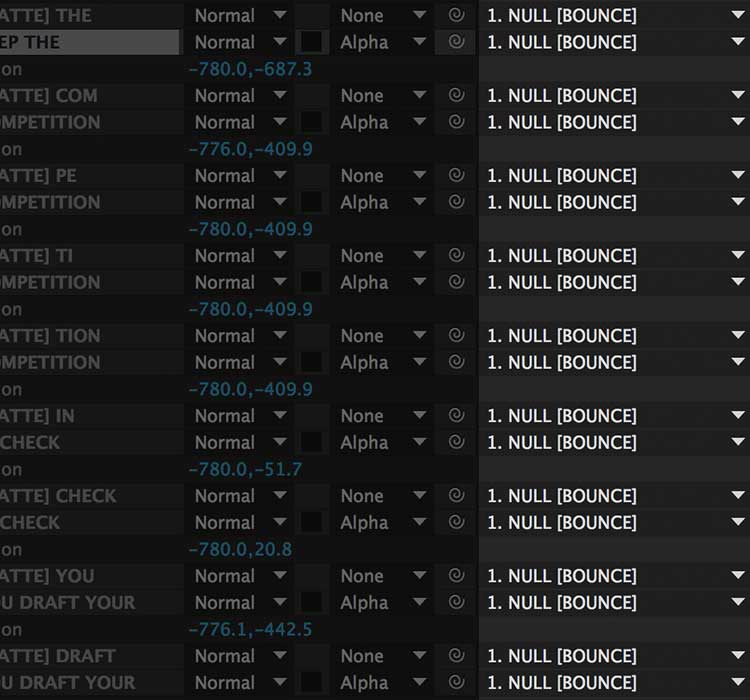 ATTE] THE Normal None 1. NULL [BOUNCE]
EP THE Normal Alpha 1. NULL [BOUNCE]
on -780.0,-687.3
ATTE] COM Normal None 1. NULL [BOUNCE]
OMPETITION Normal Alpha 1. NULL [BOUNCE]
on -776.0,-409.9
ATTE] PE Normal None 1. NULL [BOUNCE]
OMPETITION Normal Alpha 1. NULL [BOUNCE]
on -780.0,-409.9
ATTE] TI Normal None 1. NULL [BOUNCE]
OMPETITION Normal Alpha 1. NULL [BOUNCE]
on -780.0,-409.9
ATTE] TION Normal None 1. NULL [BOUNCE]
OMPETITION Normal Alpha 1. NULL [BOUNCE]
on -780.0,-409.9
ATTE] IN Normal None 1. NULL [BOUNCE]
CHECK Normal Alpha 1. NULL [BOUNCE]
on -780.0,-51.7
ATTE] CHECK Normal None 1. NULL [BOUNCE]
CHECK Normal Alpha 1. NULL [BOUNCE]
on -780.0,20.8
ATTE] YOU Normal None 1. NULL [BOUNCE]
OU DRAFT YOUR Normal Alpha 1. NULL [BOUNCE]
on -776.1,-442.5
ATTE] DRAFT Normal None 1. NULL [BOUNCE]
OU DRAFT YOUR Normal Alpha 1. NULL [BOUNCE]